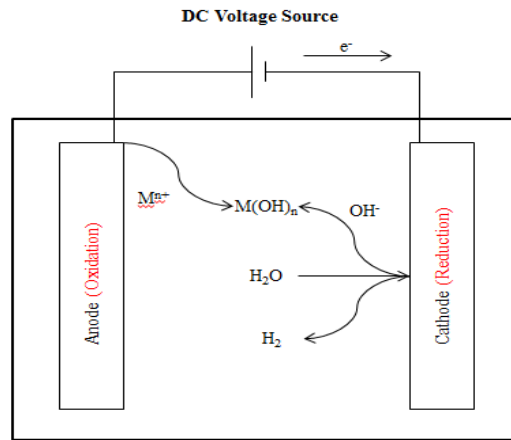 DC Voltage Source
e-
Mn+
M(OH)n
OH-
H2O
H2
Anode (Oxidation)
Cathode (Reduction)